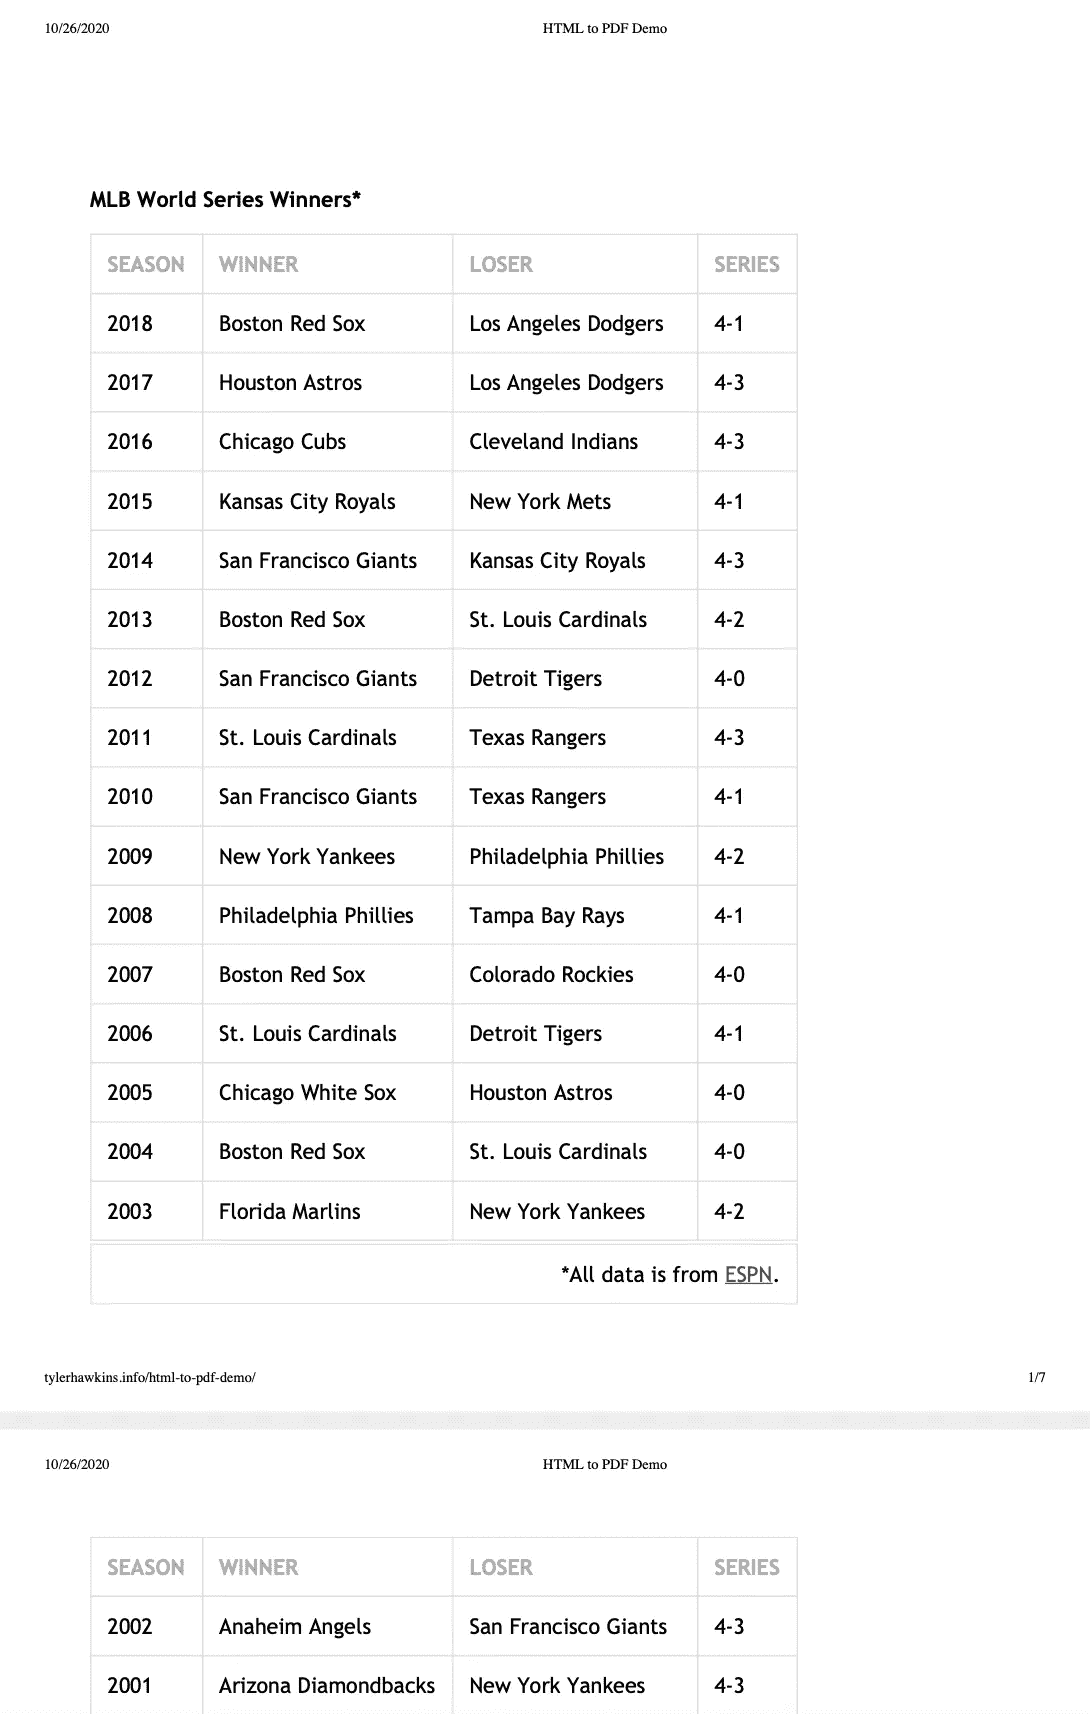 10/26/2020 HTML to PDF Demo
MLB World Series Winners*
SEASON WINNER LOSER SERIES
2018 Boston Red Sox Los Angeles Dodgers 4-1
2017 Houston Astros Los Angeles Dodgers 4-3
2016 Chicago Cubs Cleveland Indians 4-3
2015 Kansas City Royals New York Mets 4-1
2014 San Francisco Giants Kansas City Royals 4-3
2013 Boston Red Sox St. Louis Cardinals 4-2
2012 San Francisco Giants Detroit Tigers 4-0
2011 St. Louis Cardinals Texas Rangers 4-3
2010 San Francisco Giants Texas Rangers 4-1
2009 New York Yankees Philadelphia Phillies 4-2
2008 Philadelphia Phillies Tampa Bay Rays 4-1
2007 Boston Red Sox Colorado Rockies 4-0
2006 St. Louis Cardinals Detroit Tigers 4-1
2005 Chicago White Sox Houston Astros 4-0
2004 Boston Red Sox St. Louis Cardinals 4-0
2003 Florida Marlins New York Yankees 4-2
*All data is from ESPN.
tylerhawkins.info/html-to-pdf-demo/ 1/7
10/26/2020 HTML to PDF Demo
SEASON WINNER LOSER SERIES
2002 Anaheim Angels San Francisco Giants 4-3
2001 Arizona Diamondbacks New York Yankees 4-3